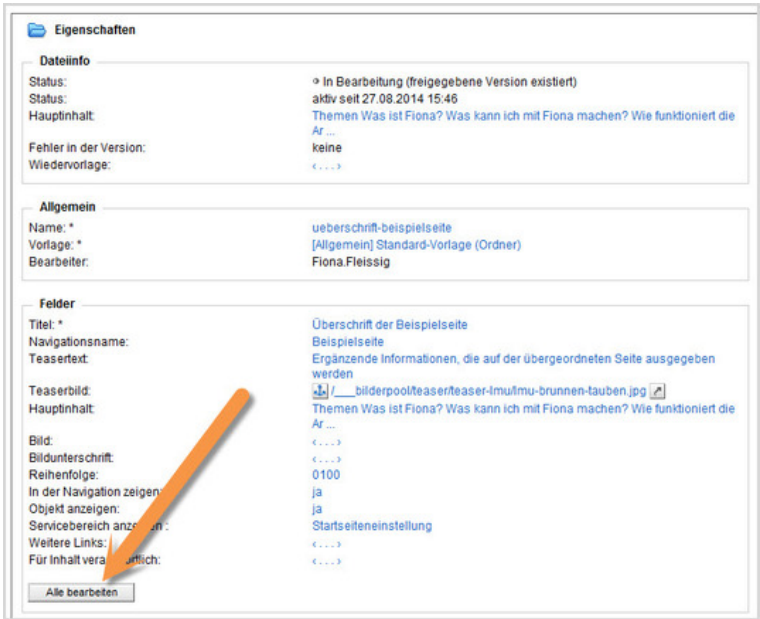 Eigenschaften
Dateiinfo
Status: In Bearbeitung (freigegebene Version existiert)
Status: aktiv seit 27.08.2014 15:46
Hauptinhalt: Themen Was ist Fiona? Was kann ich mit Fiona machen? Wie funktioniert die
Ar ...
Fehler in der Version: keine
Wiedervorlage: ‹ . . . ›
Allgemein
Name: * ueberschrift-beispielseite
Vorlage: * [Allgemein] Standard-Vorlage (Ordner)
Bearbeiter: Fiona.Fleissig
Felder
Titel: * Überschrift der Beispielseite
Navigationsname: Beispielseite
Teasertext: Ergänzende Informationen, die auf der übergeordneten Seite ausgegeben
werden
Teaserbild: /___bilderpool/teaser/teaser-lmu/lmu-brunnen-tauben.jpg
Hauptinhalt: Themen Was ist Fiona? Was kann ich mit Fiona machen? Wie funktioniert die
Ar ...
Bild: ‹ . . . ›
Bildunterschrift: ‹ . . . ›
Reihenfolge: 0100
In der Navigation zeigen: ja
Objekt anzeigen: ja
Servicebereich : Startseiteneinstellung
Weitere Links: ‹ . . . ›
Für Inhalt ‹ . . . ›
Alle bearbeiten